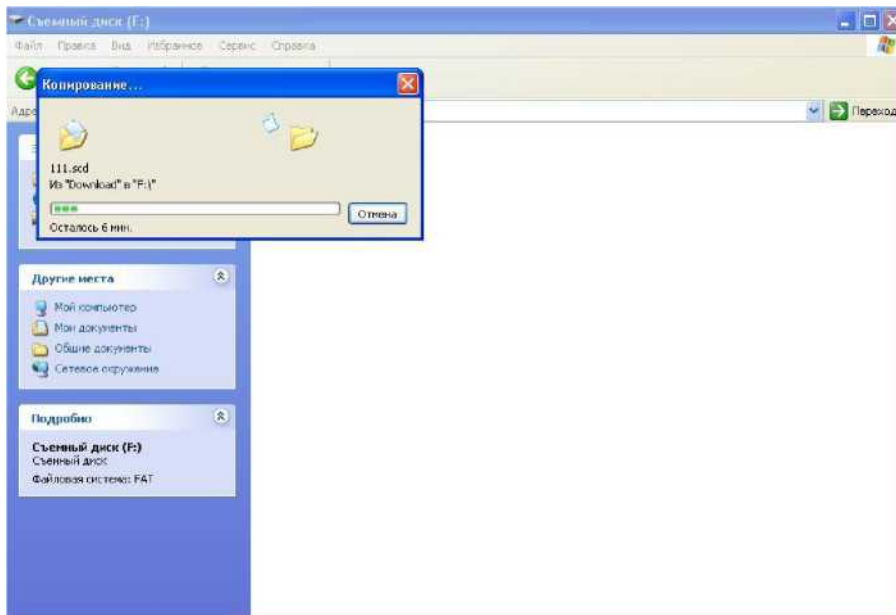 Съемный диск (F:)
Файл Правка Вид Избранное Сервис Справка
Копирование...
Переход
111.scd
Из "Download" в "F:\"
Отмена
Осталось 6 мин.
Другие места
Мой компьютер
Мои документы
Общие документы
Сетевое окружение
Подробно
Съемный диск (F:)
Съемный диск
Файловая система: FAT